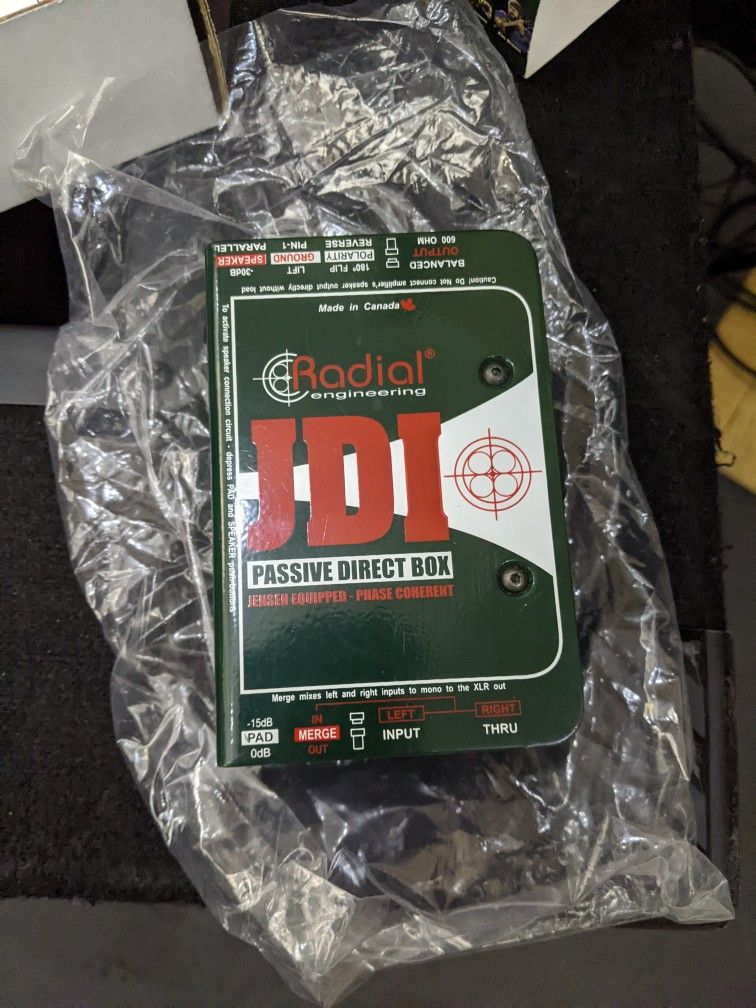 -30dB
SPEAKER
PARALLEL
LIFT
GROUND
PIN-1
180° FLIP
POLARITY
REVERSE
BALANCED
OUTPUT
600 OHM
Caution! Do Not connect amplifier's speaker output directly without load
Made in Canada
To activate speaker connection circuit - depress PAD and SPEAKER push-buttons
Radial®
engineering
JDI
PASSIVE DIRECT BOX
JENSEN EQUIPPED - PHASE COHERENT
Merge mixes left and right inputs to mono to the XLR out
-15dB
PAD
0dB
IN
MERGE
OUT
LEFT
INPUT
RIGHT
THRU